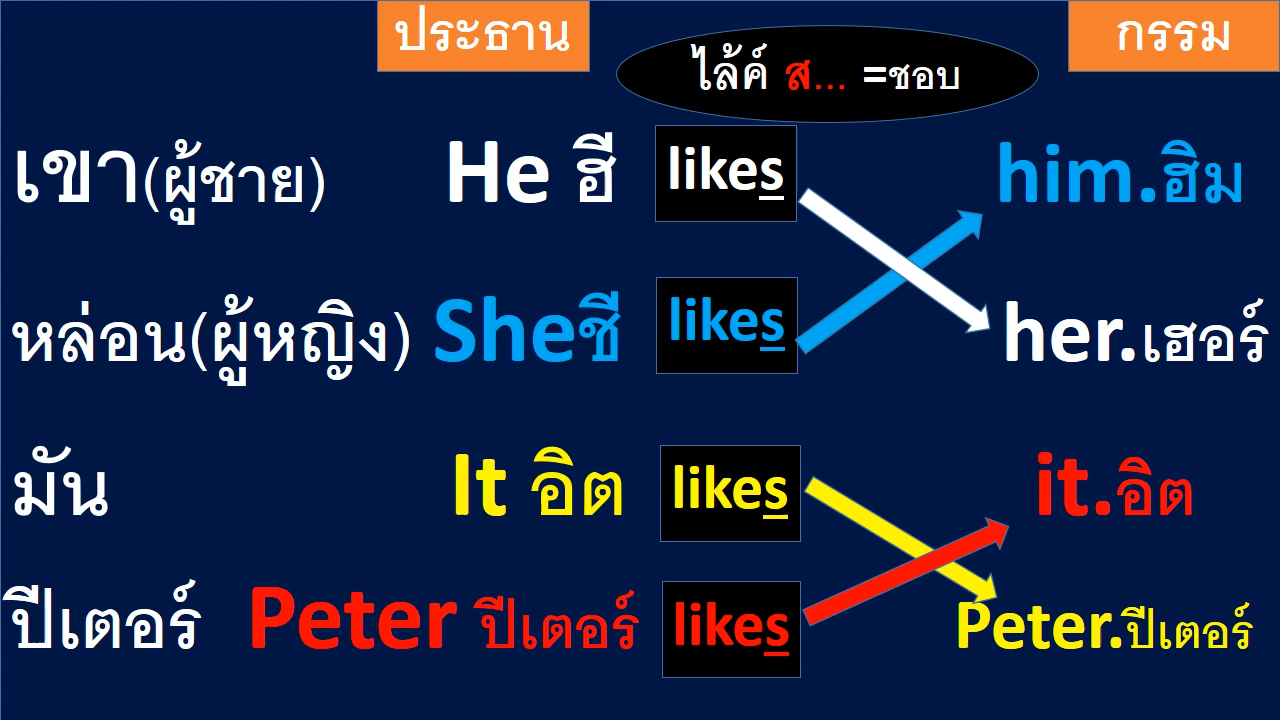 ประธาน
กรรม
ไล้ค์ ส... =ชอบ
เขา(ผู้ชาย) He ฮี likes him.ฮิม
หล่อน(ผู้หญิง) Sheชี likes her.เฮอร์
มัน It อิต likes it.อิต
ปีเตอร์ Peter ปีเตอร์ likes Peter.ปีเตอร์